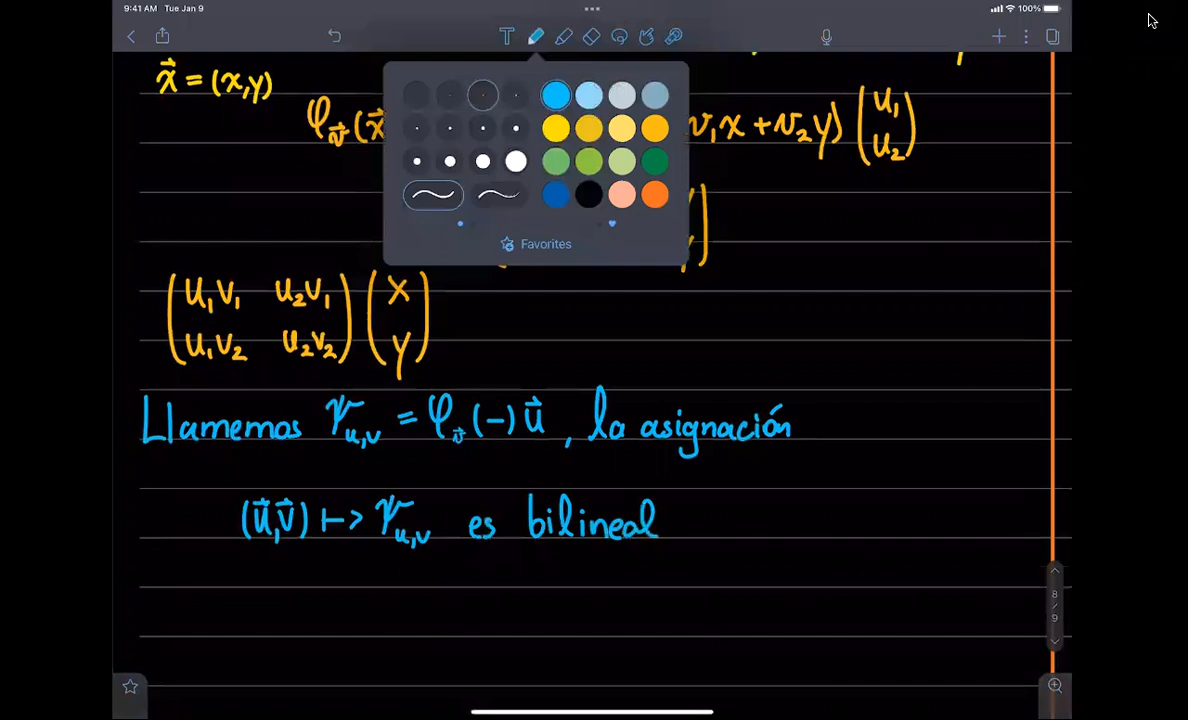 9:41 AM Tue Jan 9
100%
x⃗ = (x,y)
φ_v⃗(x⃗
v₁x + v₂y) (u₁
u₂)
Favorites
(u₁v₁ u₂v₁
u₁v₂ u₂v₂) (x
y)
Llamemos Ψ_u,v = φ_v⃗(-)u⃗, la asignación
(u⃗,v⃗) ↦ Ψ_u,v es bilineal
8
/
9